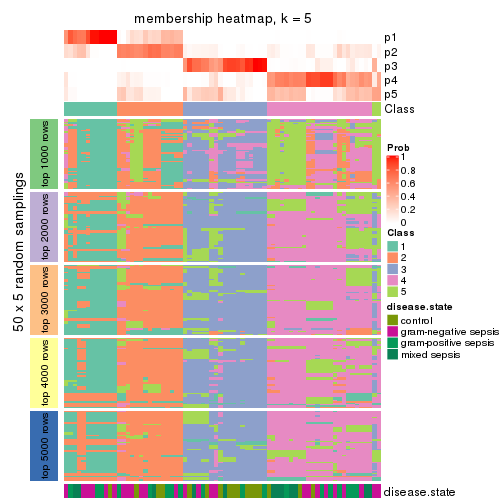 membership heatmap, k = 5
p1
p2
p3
p4
p5
Class
50 x 5 random samplings
top 1000 rows
top 2000 rows
top 3000 rows
top 4000 rows
top 5000 rows
disease.state
Prob
1
0.8
0.6
0.4
0.2
0
Class
1
2
3
4
5
disease.state
control
gram-negative sepsis
gram-positive sepsis
mixed sepsis